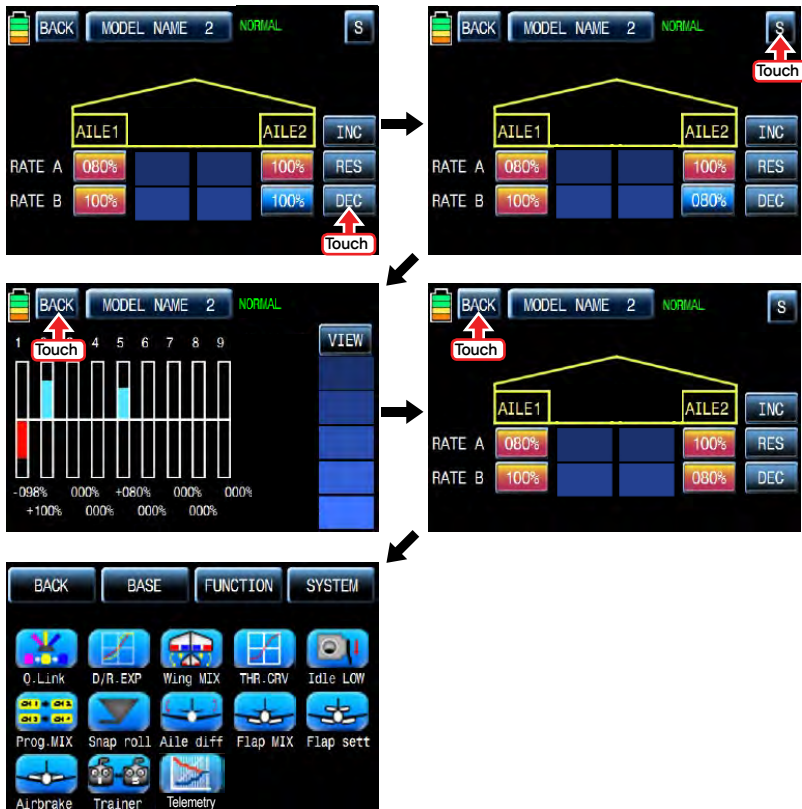 BACK MODEL NAME 2 NORMAL S
AILE1 AILE2 INC
RATE A 080% 100% RES
RATE B 100% 100% DEC
Touch
BACK MODEL NAME 2 NORMAL S
Touch
AILE1 AILE2 INC
RATE A 080% 100% RES
RATE B 100% 080% DEC
BACK MODEL NAME 2 NORMAL
1 4 5 6 7 8 9 VIEW
Touch
-098% 000% +080% 000% 000%
+100% 000% 000% 000%
BACK MODEL NAME 2 NORMAL S
Touch
AILE1 AILE2 INC
RATE A 080% 100% RES
RATE B 100% 080% DEC
BACK BASE FUNCTION SYSTEM
Q.Link D/R.EXP Wing MIX THR.CRV Idle LOW
CH1 CH2
CH3 CH4
Prog.MIX Snap roll Aile diff Flap MIX Flap sett
Airbrake Trainer Telemetry